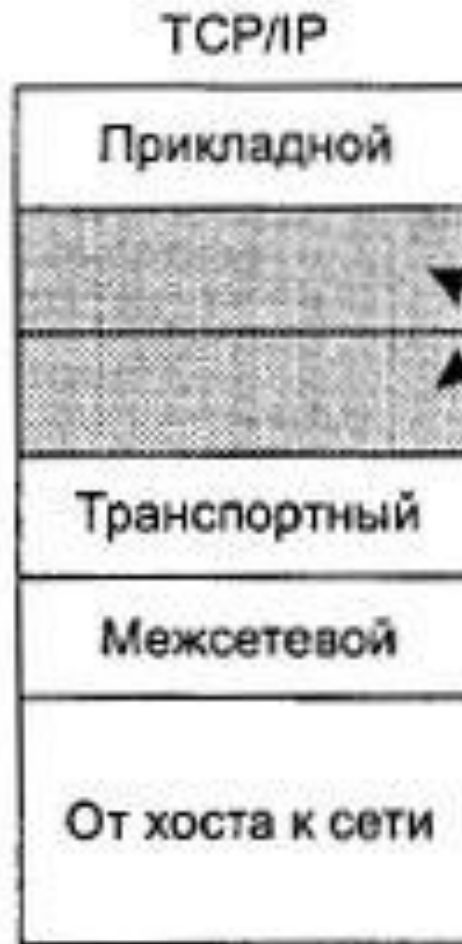 TCP/IP
Прикладной
Транспортный
Межсетевой
От хоста к сети